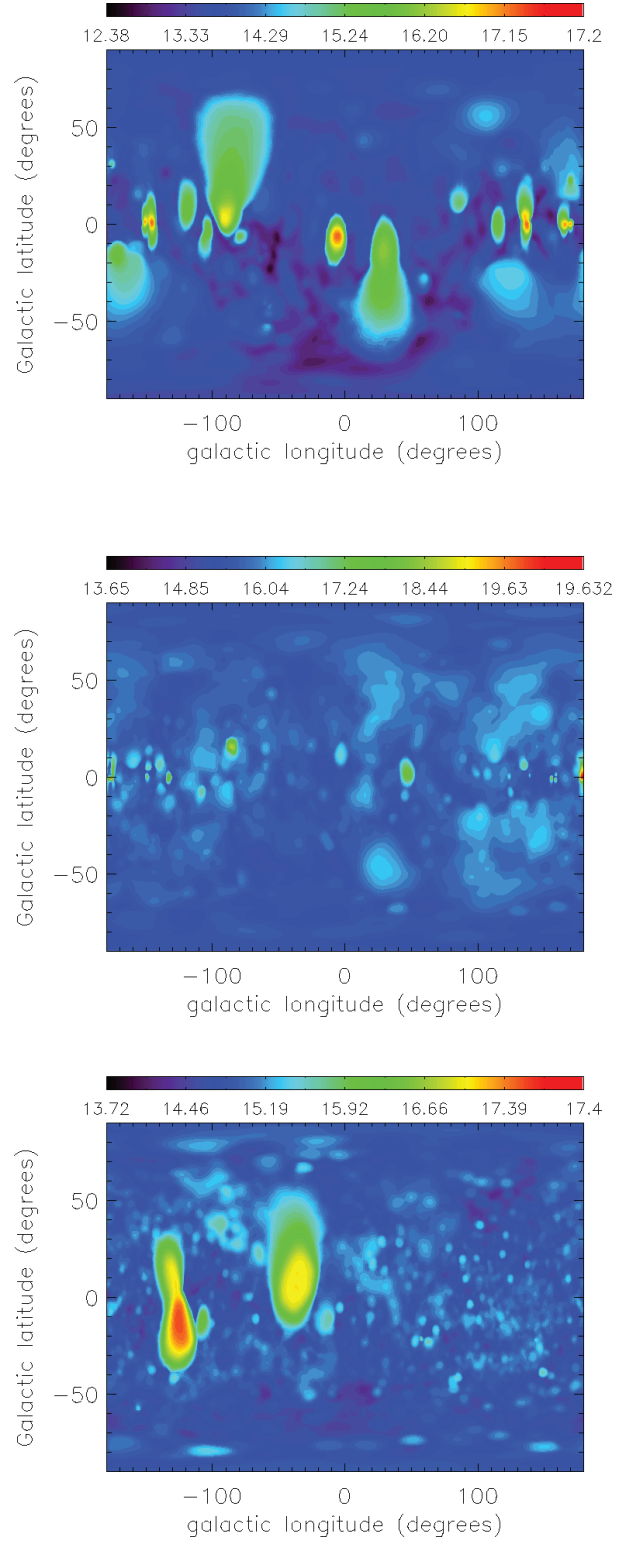 12.38 13.33 14.29 15.24 16.20 17.15 17.2
50
0
−50
Galactic latitude (degrees)
−100 0 100
galactic longitude (degrees)
13.65 14.85 16.04 17.24 18.44 19.63 19.632
50
0
−50
Galactic latitude (degrees)
−100 0 100
galactic longitude (degrees)
13.72 14.46 15.19 15.92 16.66 17.39 17.4
50
0
−50
Galactic latitude (degrees)
−100 0 100
galactic longitude (degrees)